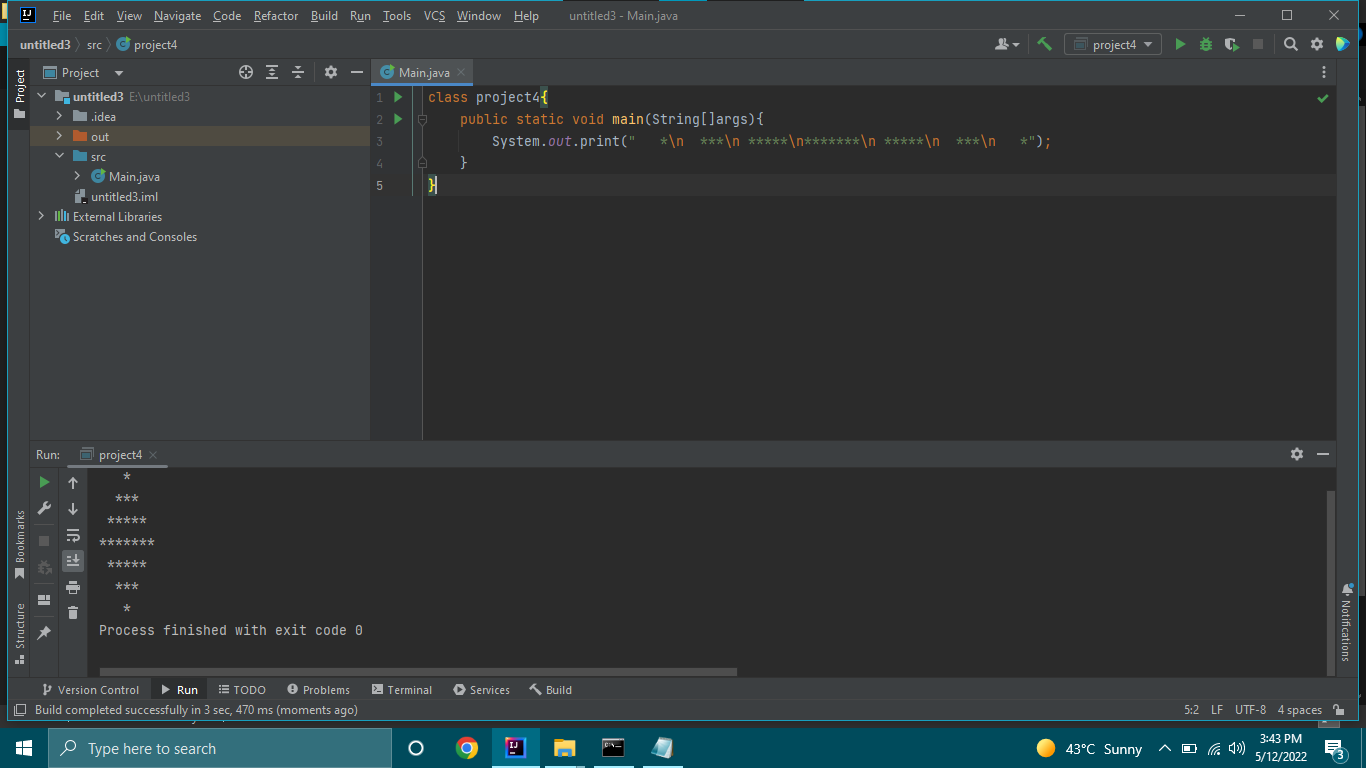 File Edit View Navigate Code Refactor Build Run Tools VCS Window Help untitled3 - Main.java
untitled3 src project4 project4
Project Project Main.java
untitled3 E:\untitled3
.idea
out
src
Main.java
untitled3.iml
External Libraries
Scratches and Consoles
1 class project4{
2     public static void main(String[]args){
3         System.out.print("   *\n  ***\n *****\n*******\n *****\n  ***\n   *");
4     }
5 }
Run: project4
   *
  ***
 *****
*******
 *****
  ***
   *
Process finished with exit code 0
Bookmarks
Structure
Notifications
Version Control Run TODO Problems Terminal Services Build
Build completed successfully in 3 sec, 470 ms (moments ago) 5:2 LF UTF-8 4 spaces
Type here to search 43°C Sunny 3:43 PM
5/12/2022 3